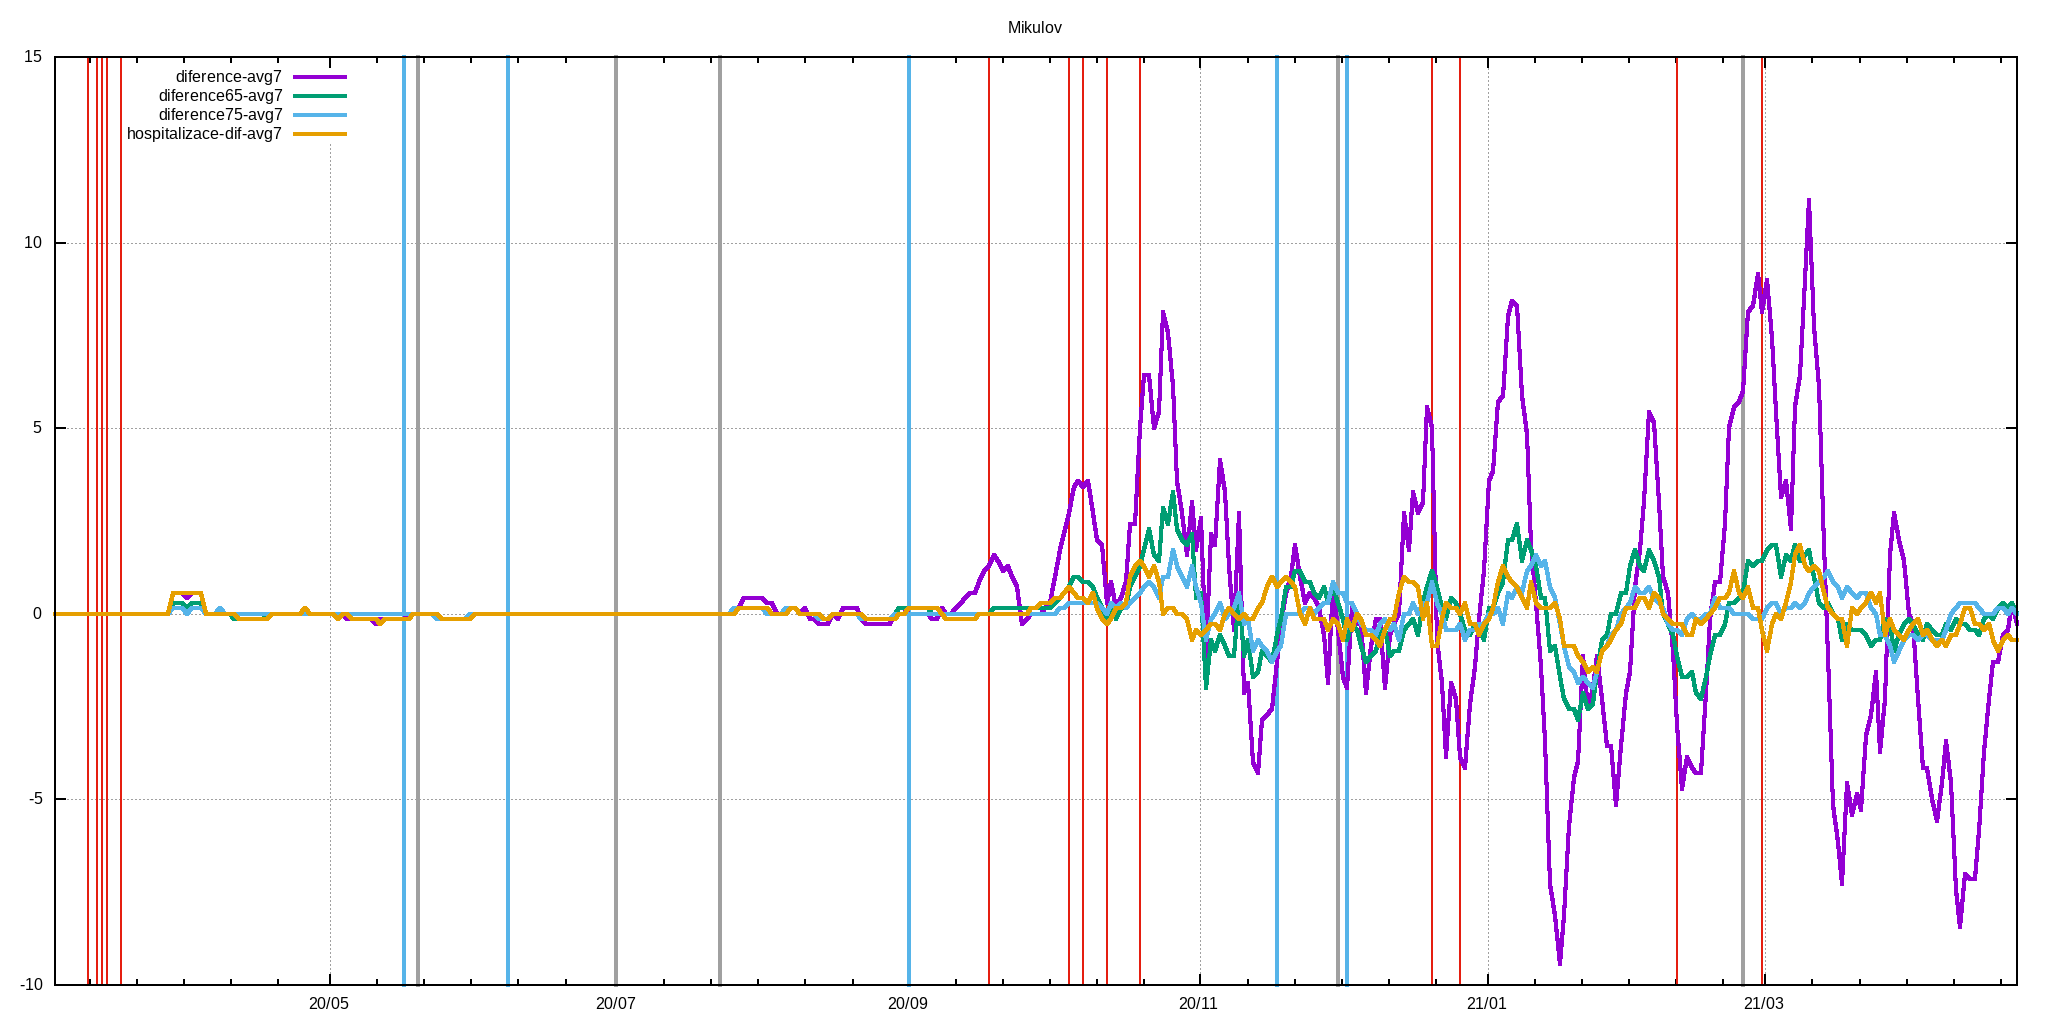 Mikulov
15
diference-avg7
diference65-avg7
diference75-avg7
hospitalizace-dif-avg7
10
5
0
-5
-10
20/05 20/07 20/09 20/11 21/01 21/03